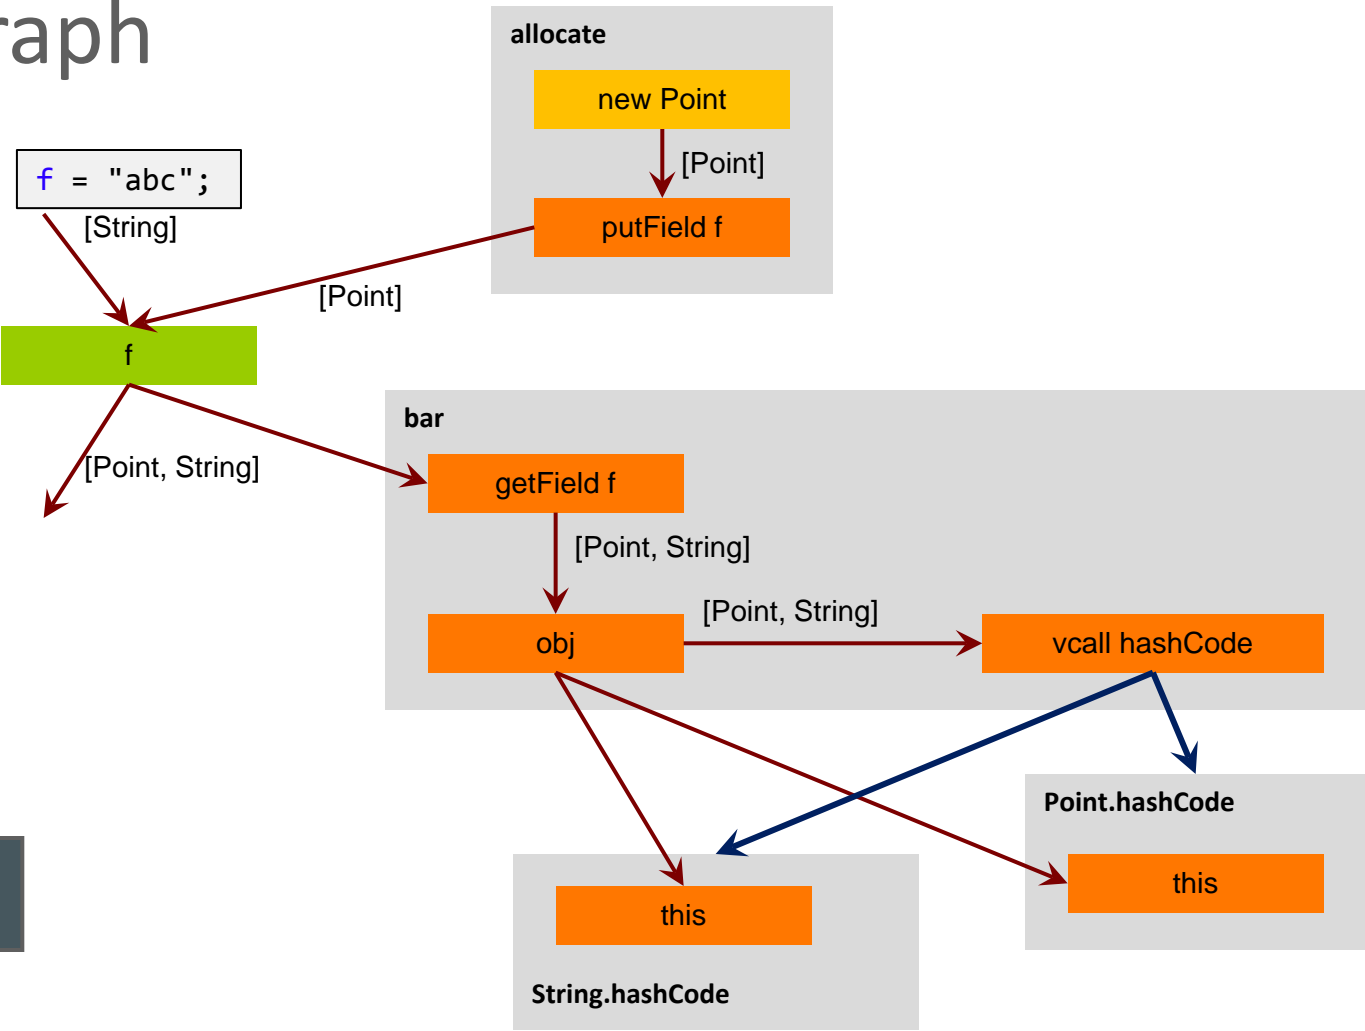 raph
allocate
new Point
[Point]
f = "abc";
[String]
putField f
[Point]
f
bar
[Point, String]
getField f
[Point, String]
[Point, String]
obj
vcall hashCode
Point.hashCode
this
this
String.hashCode